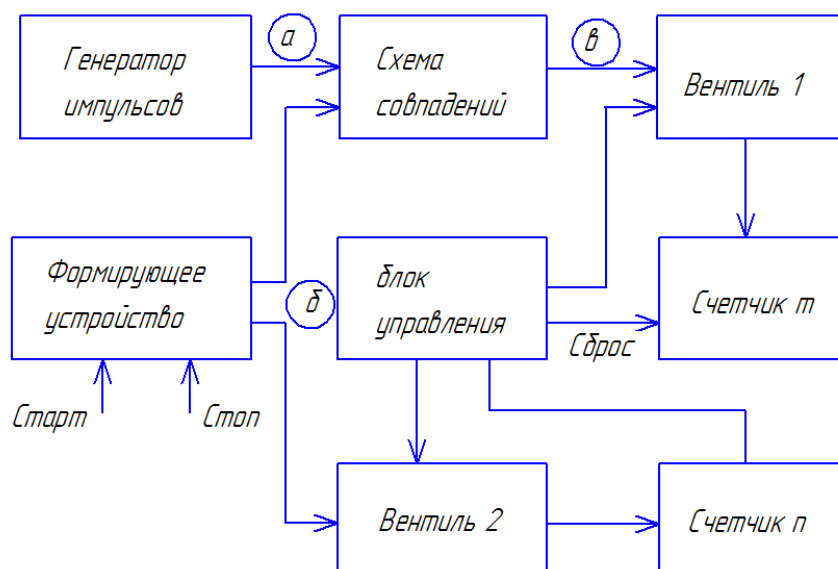 а
в
Генератор
импульсов
Схема
совпадений
Вентиль 1
Формирующее
устройство
б
блок
управления
Счетчик m
Сброс
Старт
Стоп
Вентиль 2
Счетчик n